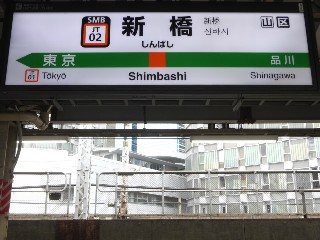 SMB
JT
02
新橋
しんばし
新桥
신바시
山区
東京
品川
JT
01
Tōkyō
Shimbashi
Shinagawa